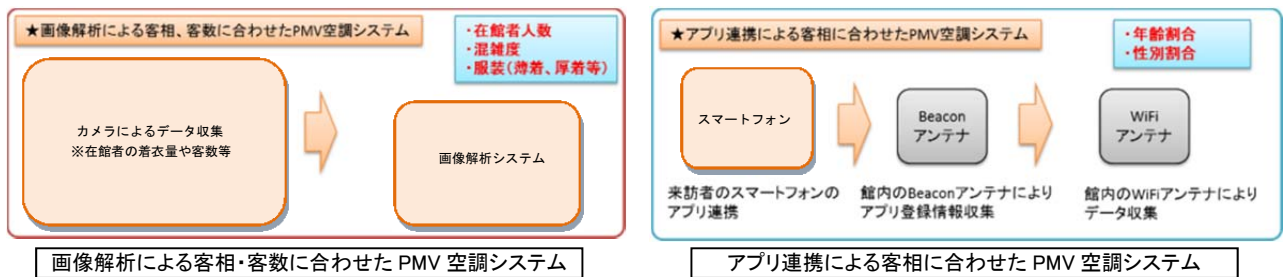 ★画像解析による客相、客数に合わせたPMV空調システム
・在館者人数
・混雑度
・服装(薄着、厚着等)
カメラによるデータ収集
※在館者の着衣量や客数等
画像解析システム
画像解析による客相・客数に合わせた PMV 空調システム
★アプリ連携による客相に合わせたPMV空調システム
・年齢割合
・性別割合
スマートフォン
Beacon
アンテナ
WiFi
アンテナ
来訪者のスマートフォンの
アプリ連携
館内のBeaconアンテナにより
アプリ登録情報収集
館内のWiFiアンテナにより
データ収集
アプリ連携による客相に合わせた PMV 空調システム